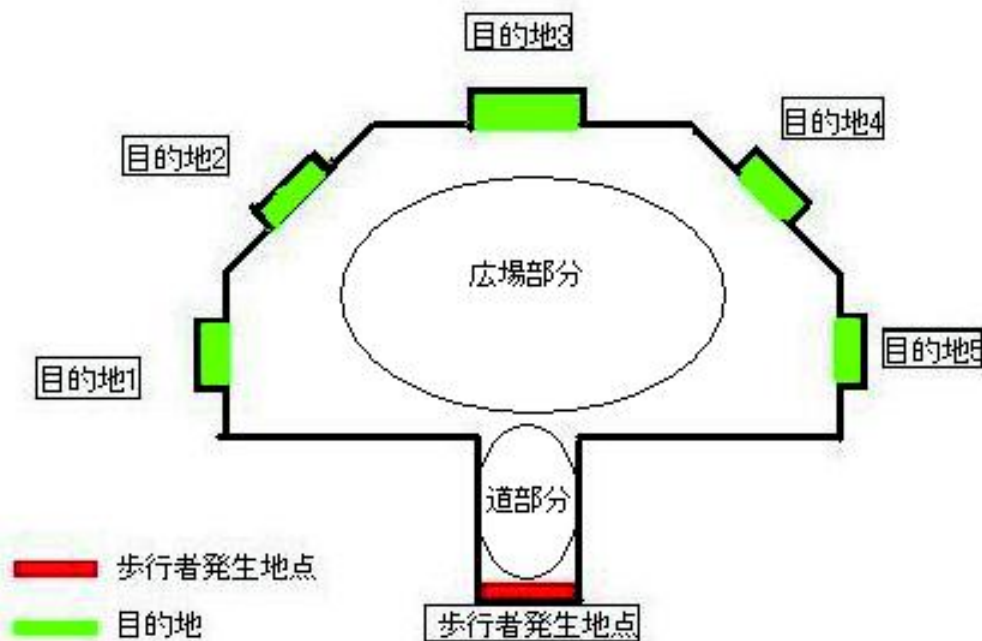 目的地3
目的地4
目的地2
広場部分
目的地5
目的地1
道部分
歩行者発生地点
目的地
歩行者発生地点